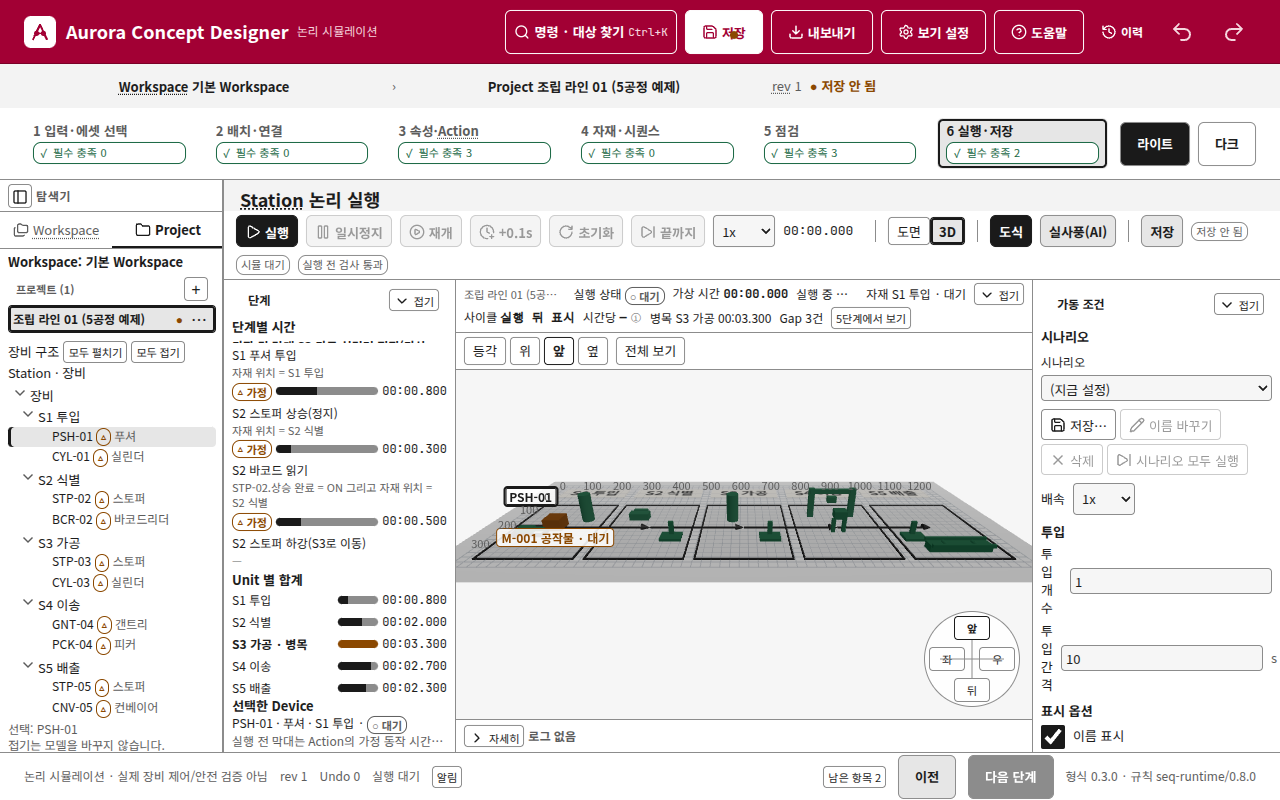 Aurora Concept Designer 논리 시뮬레이션
명령 · 대상 찾기 Ctrl+K
저장
내보내기
보기 설정
도움말
이력
Workspace 기본 Workspace › Project 조립 라인 01 (5공정 예제) rev 1 ● 저장 안 됨
1 입력·에셋 선택
✓ 필수 충족 0
2 배치·연결
✓ 필수 충족 0
3 속성·Action
✓ 필수 충족 3
4 자재·시퀀스
✓ 필수 충족 0
5 점검
✓ 필수 충족 3
6 실행·저장
✓ 필수 충족 2
라이트
다크
탐색기
Workspace
Project
Workspace: 기본 Workspace
프로젝트 (1)
+
조립 라인 01 (5공정 예제) ● ···
장비 구조 모두 펼치기 모두 접기
Station · 장비
장비
S1 투입
PSH-01 푸셔
CYL-01 실린더
S2 식별
STP-02 스토퍼
BCR-02 바코드리더
S3 가공
STP-03 스토퍼
CYL-03 실린더
S4 이송
GNT-04 갠트리
PCK-04 피커
S5 배출
STP-05 스토퍼
CNV-05 컨베이어
선택: PSH-01
접기는 모델을 바꾸지 않습니다.
Station 논리 실행
실행
일시정지
재개
+0.1s
초기화
끝까지
1x
00:00.000
도면
3D
도식
실사풍(AI)
저장
저장 안 됨
시뮬 대기
실행 전 검사 통과
단계
접기
단계별 시간
S1 푸셔 투입
자재 위치 = S1 투입
가정 00:00.800
S2 스토퍼 상승(정지)
자재 위치 = S2 식별
가정 00:00.300
S2 바코드 읽기
STP-02.상승 완료 = ON 그리고 자재 위치 =
S2 식별
가정 00:00.500
S2 스토퍼 하강(S3로 이동)
—
Unit 별 합계
S1 투입 00:00.800
S2 식별 00:02.000
S3 가공 · 병목 00:03.300
S4 이송 00:02.700
S5 배출 00:02.300
선택한 Device
PSH-01 · 푸셔 · S1 투입 · ○ 대기
실행 전 막대는 Action의 가정 동작 시간···
조립 라인 01 (5공··· 실행 상태 ○ 대기 가상 시간 00:00.000 실행 중 ··· 자재 S1 투입 · 대기
접기
사이클 실행 뒤 표시 시간당 – ⓘ 병목 S3 가공 00:03.300 Gap 3건 5단계에서 보기
등각
위
앞
옆
전체 보기
0 100 200 300 400 500 600 700 800 900 1000 1100 1200
PSH-01
100
200
300
M-001 공작물 · 대기
앞
좌
우
뒤
자세히
로그 없음
가동 조건
접기
시나리오
시나리오
(지금 설정)
저장···
이름 바꾸기
삭제
시나리오 모두 실행
배속 1x
투입
투입 개수 1
투입 간격 10 s
표시 옵션
이름 표시
논리 시뮬레이션 · 실제 장비 제어/안전 검증 아님 rev 1 Undo 0 실행 대기 알림
남은 항목 2
이전
다음 단계
형식 0.3.0 · 규칙 seq-runtime/0.8.0